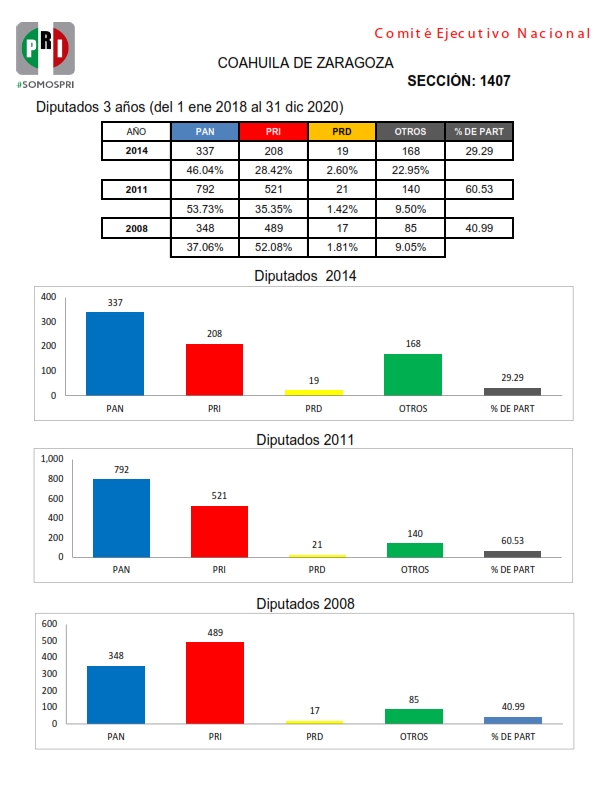 PRI
#SOMOSPRI
Comité Ejecutivo Nacional
COAHUILA DE ZARAGOZA
SECCIÓN: 1407
Diputados 3 años (del 1 ene 2018 al 31 dic 2020)
AÑO PAN PRI PRD OTROS % DE PART
2014 337 208 19 168 29.29
46.04% 28.42% 2.60% 22.95%
2011 792 521 21 140 60.53
53.73% 35.35% 1.42% 9.50%
2008 348 489 17 85 40.99
37.06% 52.08% 1.81% 9.05%
Diputados 2014
400
300
200
100
0
337 208 19 168 29.29
PAN PRI PRD OTROS % DE PART
Diputados 2011
1,000
800
600
400
200
0
792 521 21 140 60.53
PAN PRI PRD OTROS % DE PART
Diputados 2008
600
500
400
300
200
100
0
348 489 17 85 40.99
PAN PRI PRD OTROS % DE PART